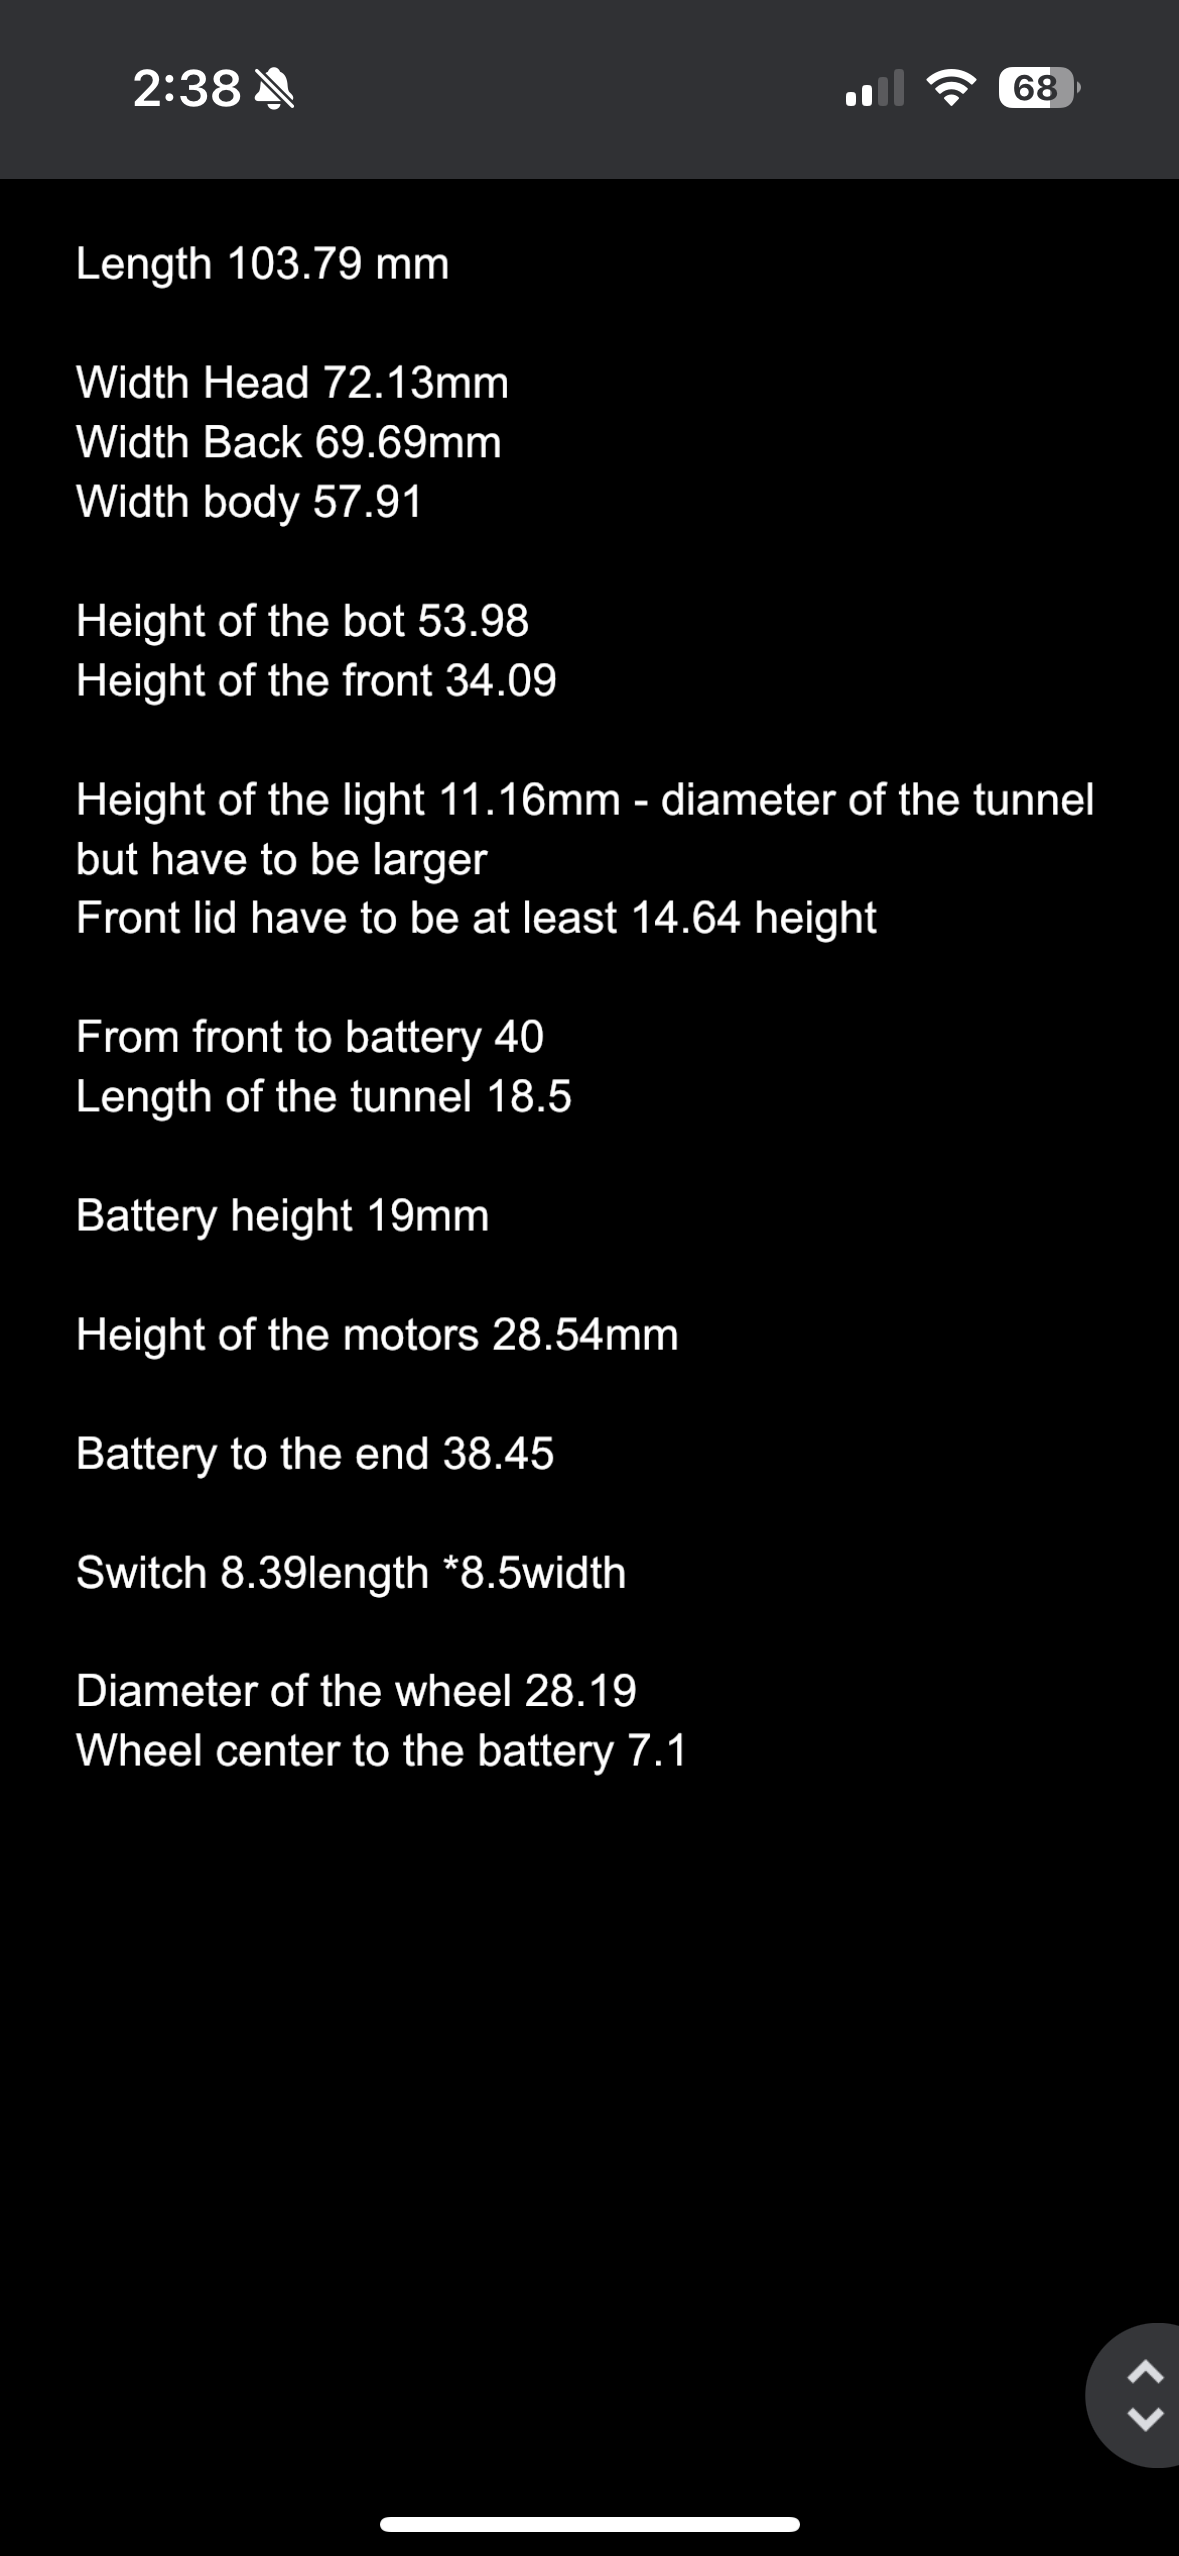 2:38
68
Length 103.79 mm
Width Head 72.13mm
Width Back 69.69mm
Width body 57.91
Height of the bot 53.98
Height of the front 34.09
Height of the light 11.16mm - diameter of the tunnel
but have to be larger
Front lid have to be at least 14.64 height
From front to battery 40
Length of the tunnel 18.5
Battery height 19mm
Height of the motors 28.54mm
Battery to the end 38.45
Switch 8.39length *8.5width
Diameter of the wheel 28.19
Wheel center to the battery 7.1